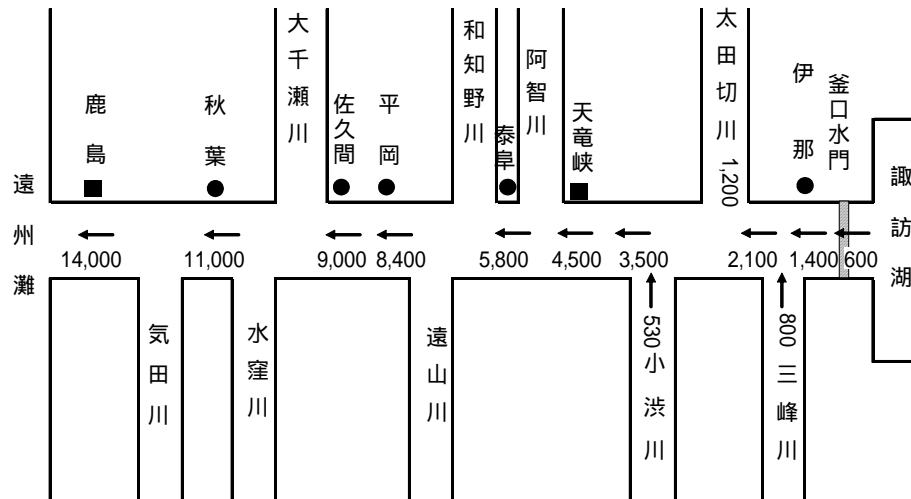 大千瀬川
和知野川
阿智川
太田切川
1,200
伊那
釜口水門
鹿島
秋葉
佐久間
平岡
泰阜
天竜峡
遠州灘
諏訪湖
14,000
11,000
9,000
8,400
5,800
4,500
3,500
2,100
1,400
600
気田川
水窪川
遠山川
530
小渋川
800
三峰川